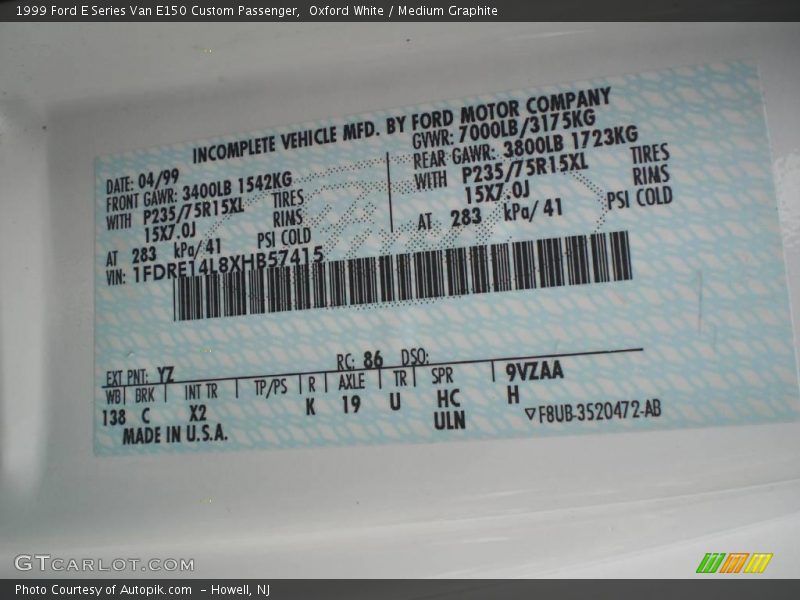 1999 Ford E Series Van E150 Custom Passenger,  Oxford White / Medium Graphite
INCOMPLETE VEHICLE MFD. BY FORD MOTOR COMPANY
DATE: 04/99
FRONT GAWR: 3400LB 1542KG
WITH P235/75R15XL TIRES
15X7.0J RINS
AT 283 kPa/ 41 PSI COLD
GVWR: 7000LB/3175KG
REAR GAWR: 3800LB 1723KG
WITH P235/75R15XL TIRES
15X7.0J RINS
AT 283 kPa/ 41 PSI COLD
VIN: 1FDRE14L8XHB57415
EXT PNT: YZ RC: 86 DSO:
WB BRK INT TR TP/PS R AXLE TR SPR 9VZAA
138 C X2 K 19 U HC H
ULN
MADE IN U.S.A. ▽F8UB-3520472-AB
GTCARLOT.COM
Photo Courtesy of Autopik.com  – Howell, NJ